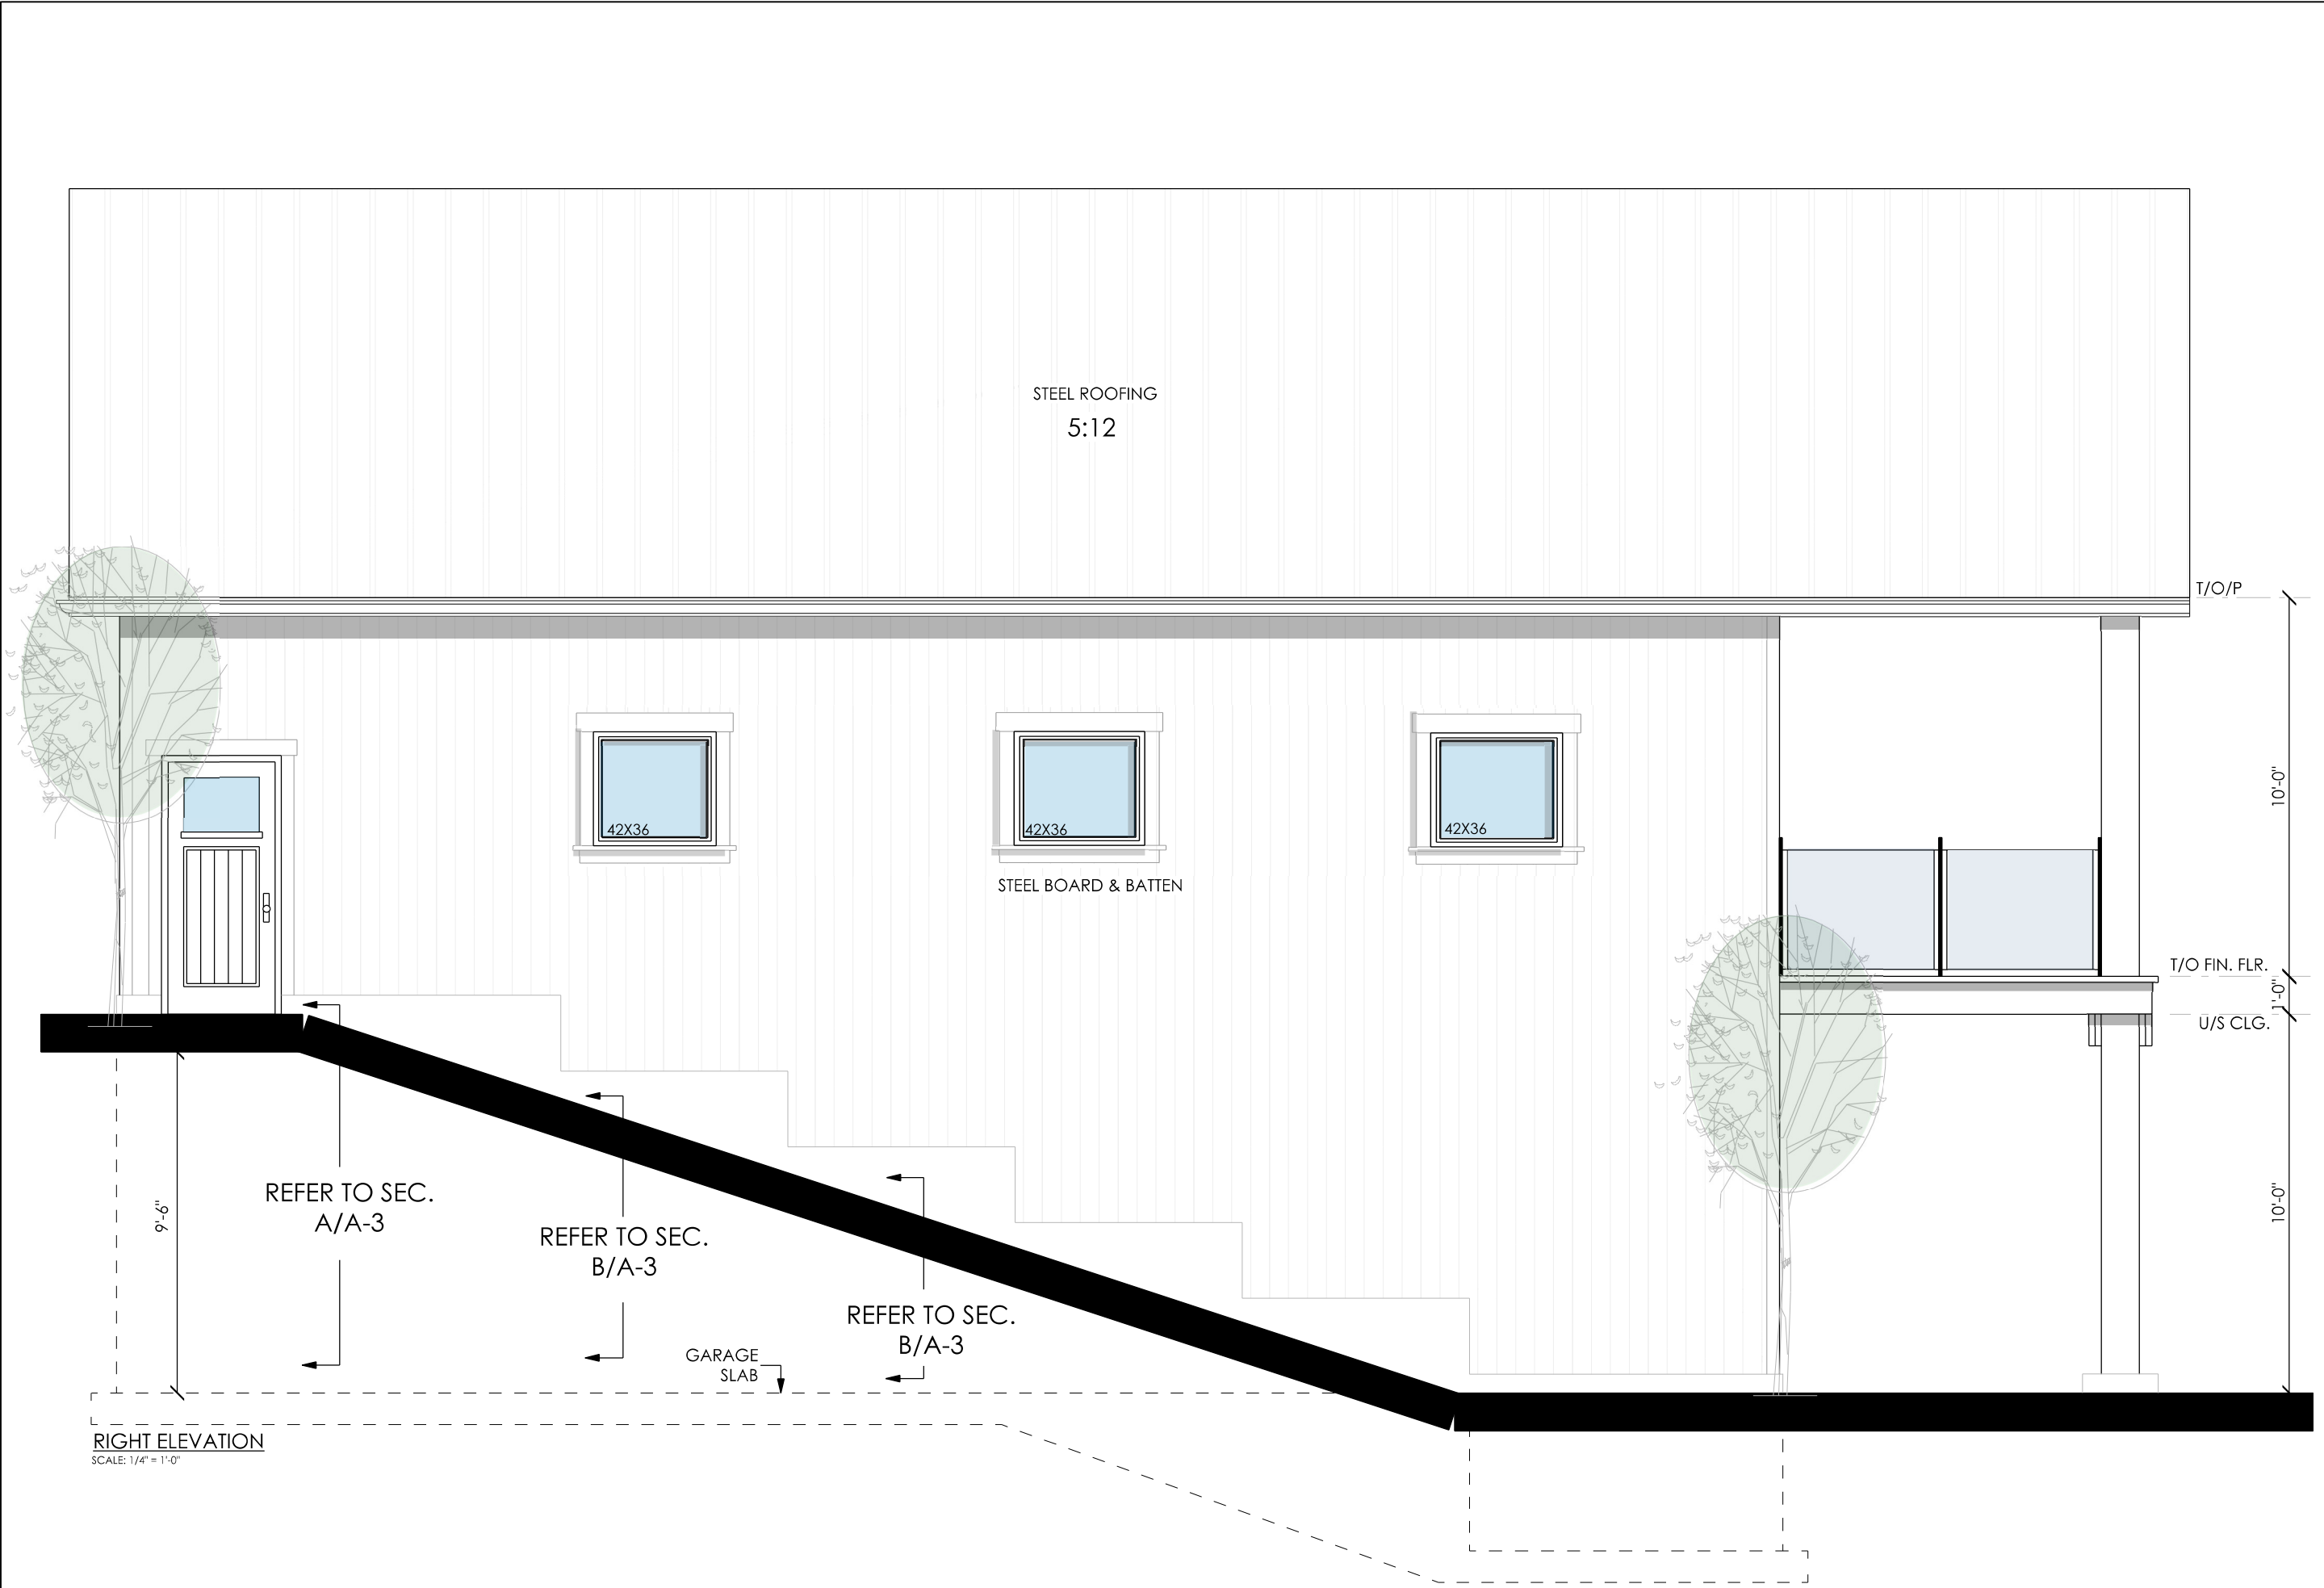 STEEL ROOFING
5:12
T/O/P
10'-0"
42X36
42X36
42X36
STEEL BOARD & BATTEN
T/O FIN. FLR.
1'-0"
U/S CLG.
10'-0"
9'-6"
REFER TO SEC.
A/A-3
REFER TO SEC.
B/A-3
REFER TO SEC.
B/A-3
GARAGE
SLAB
RIGHT ELEVATION
SCALE: 1/4" = 1'-0"